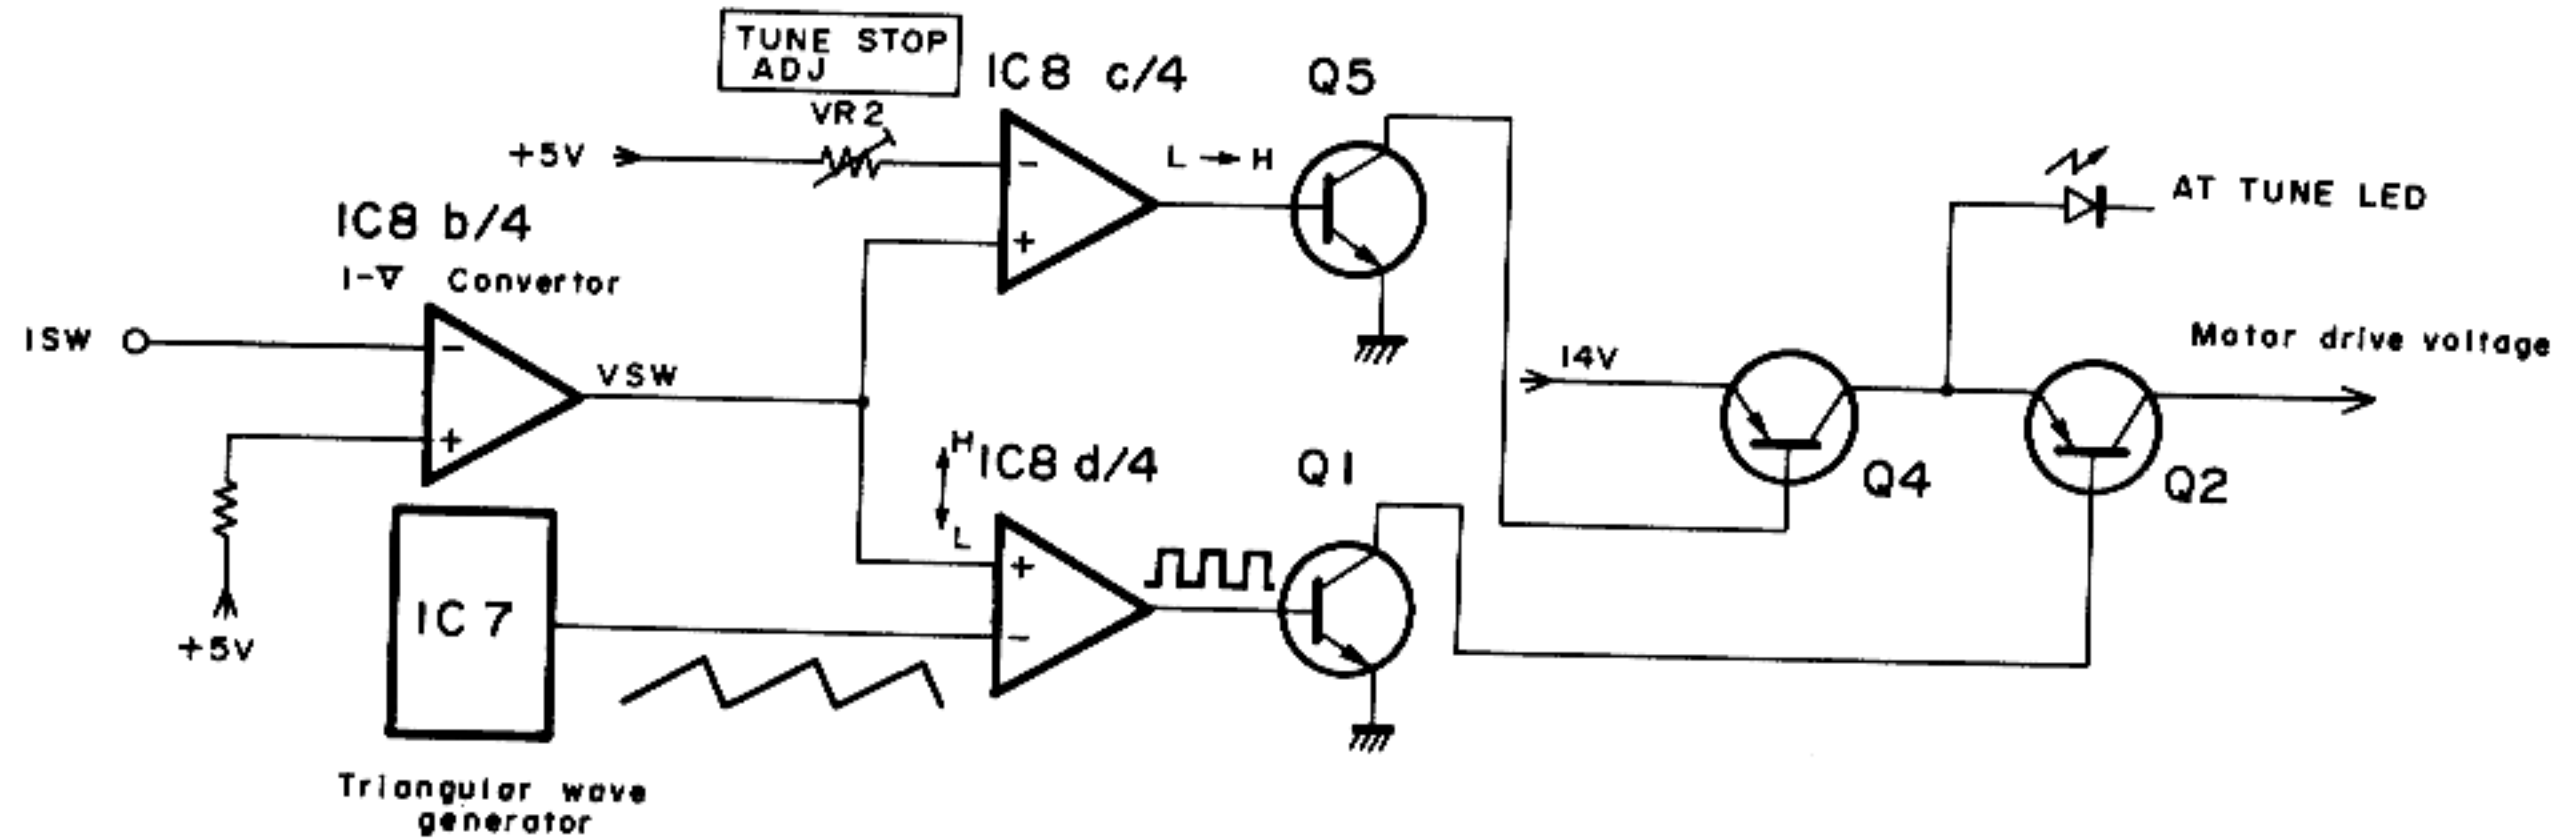 TUNE STOP
ADJ
VR2
IC8 c/4
Q5
+5V
−
+
L → H
AT TUNE LED
IC8 b/4
I-V Convertor
ISW
−
+
VSW
+5V
14V
Motor drive voltage
Q4
Q2
H
L
IC8 d/4
Q1
+
−
IC7
Triangular wave
generator